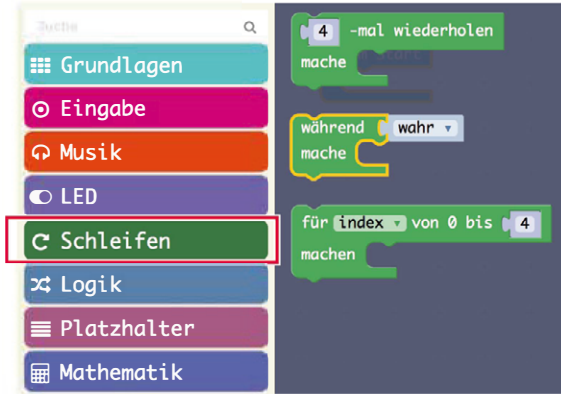 Suche
Grundlagen
Eingabe
Musik
LED
Schleifen
Logik
Platzhalter
Mathematik
4 -mal wiederholen
mache
Start
während wahr
mache
für index von 0 bis 4
machen